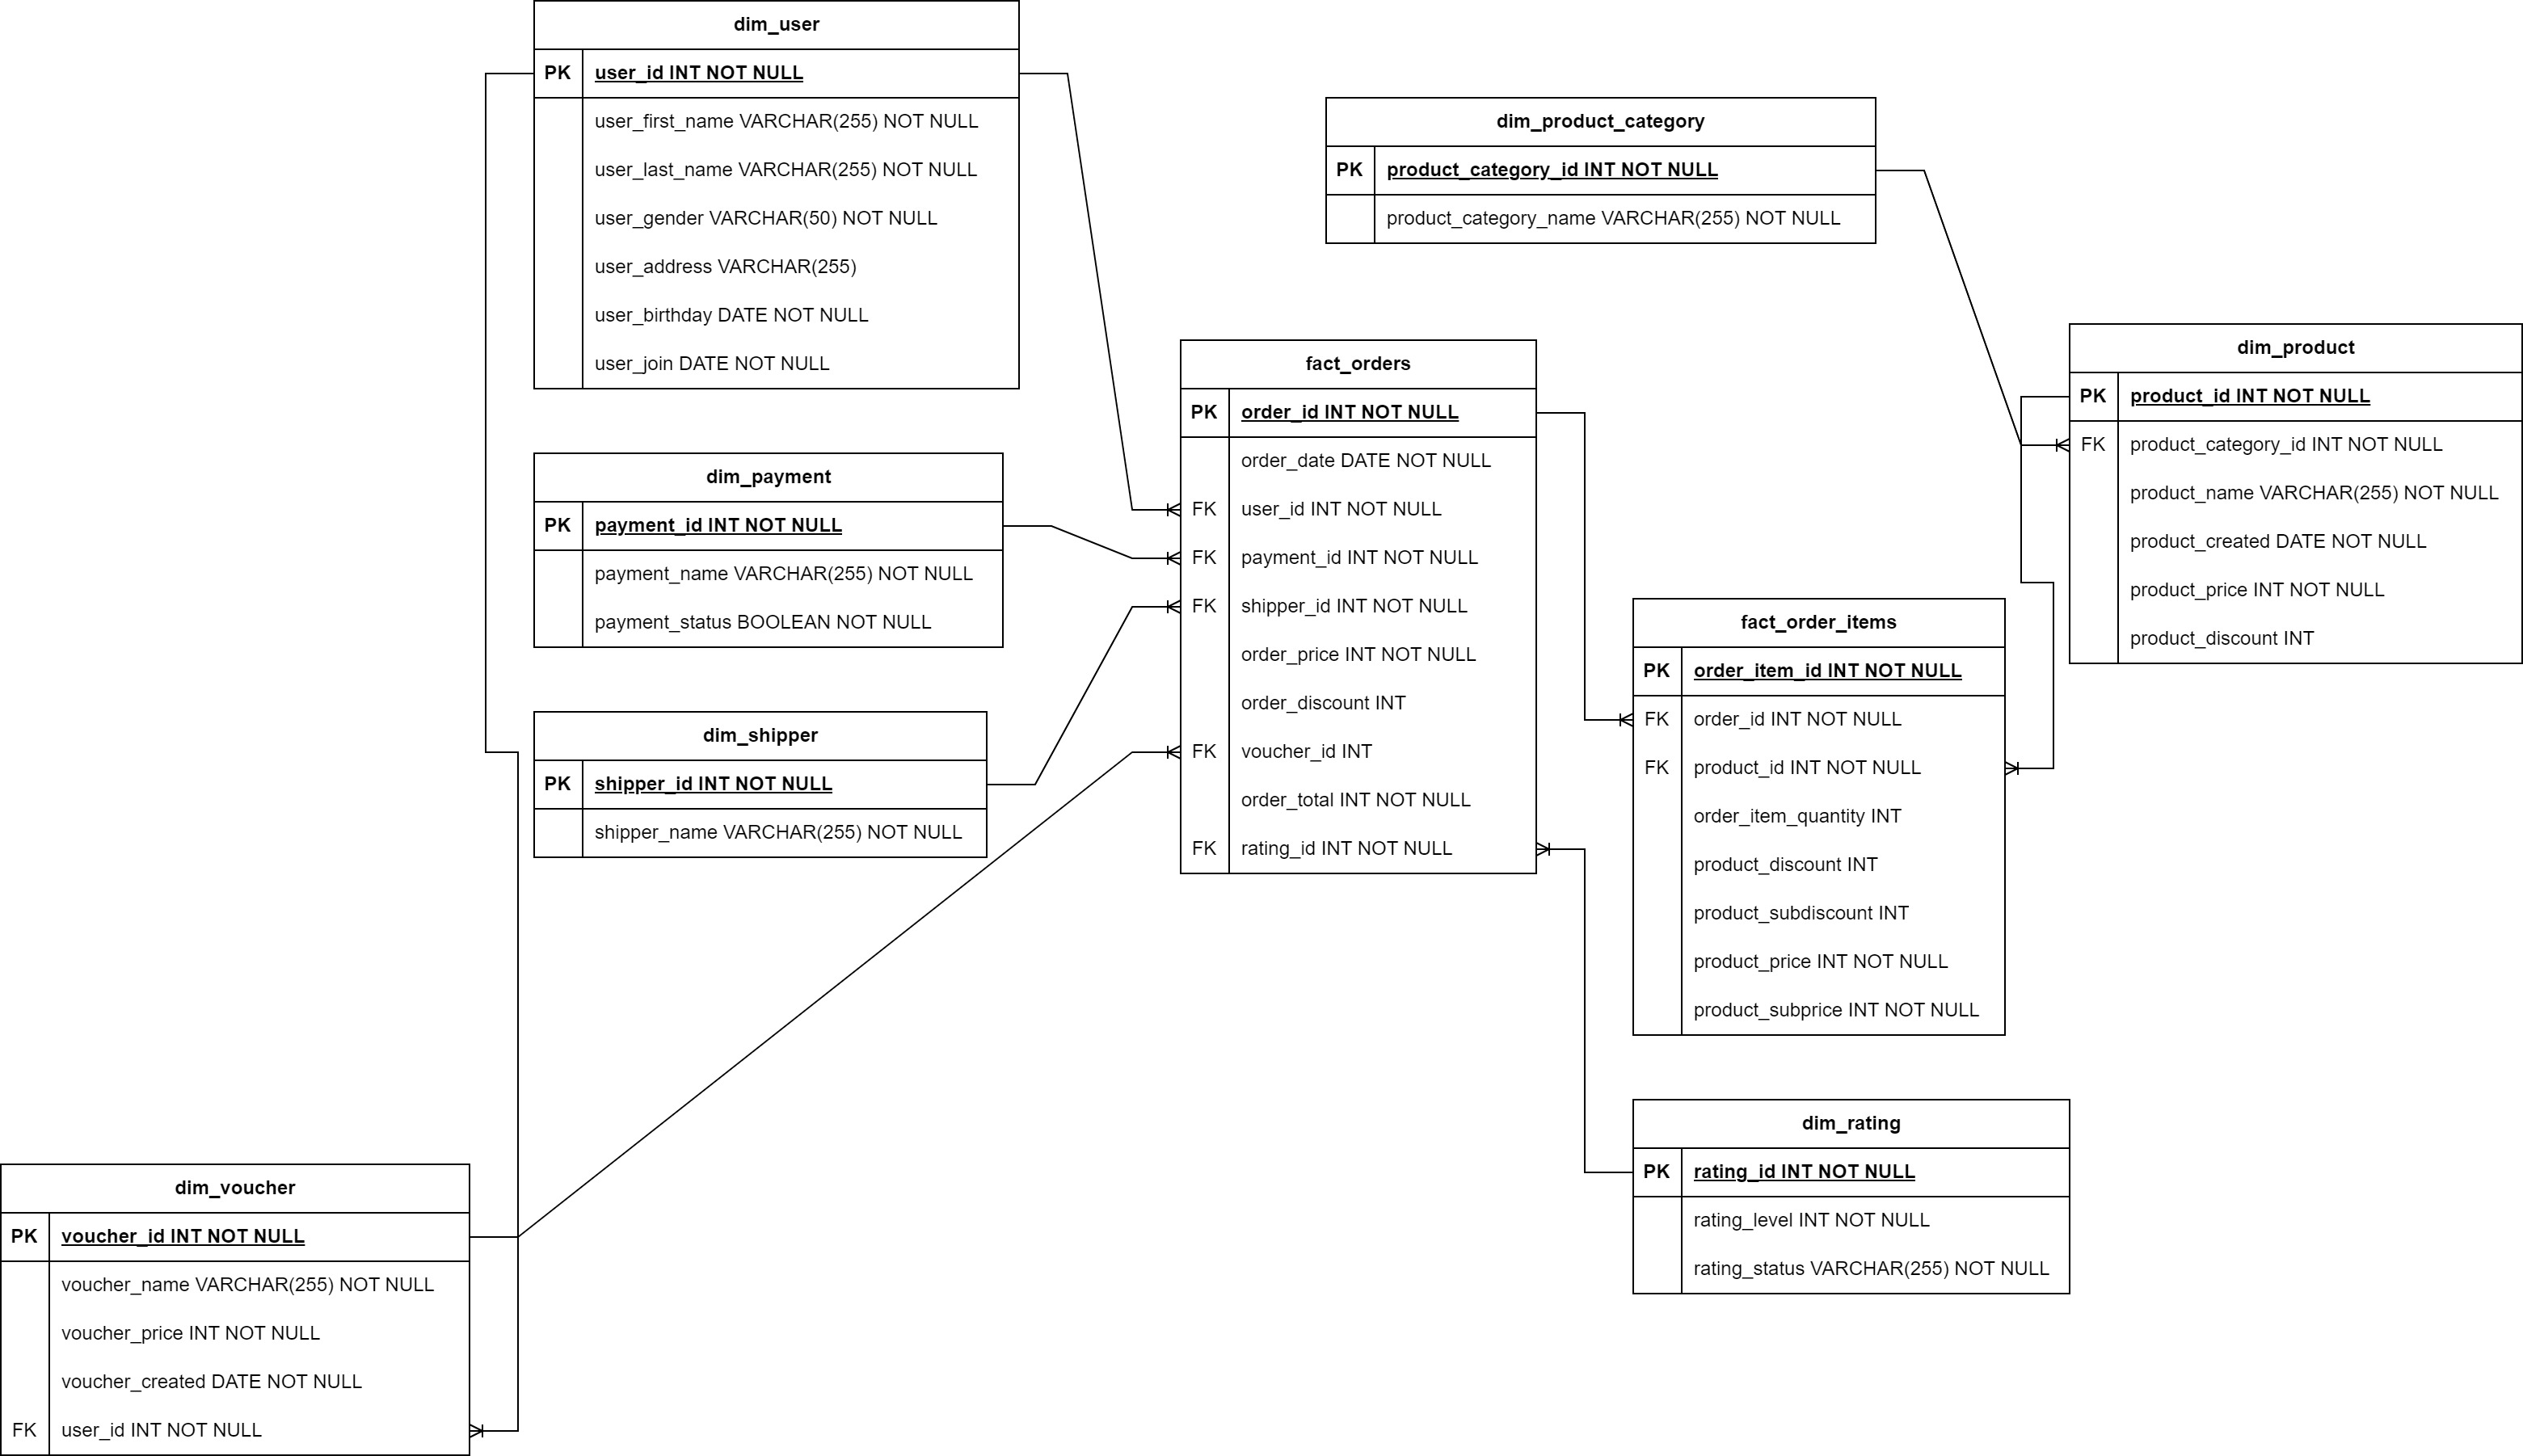 dim_user
PK user_id INT NOT NULL
user_first_name VARCHAR(255) NOT NULL
user_last_name VARCHAR(255) NOT NULL
user_gender VARCHAR(50) NOT NULL
user_address VARCHAR(255)
user_birthday DATE NOT NULL
user_join DATE NOT NULL
dim_product_category
PK product_category_id INT NOT NULL
product_category_name VARCHAR(255) NOT NULL
dim_product
PK product_id INT NOT NULL
FK product_category_id INT NOT NULL
product_name VARCHAR(255) NOT NULL
product_created DATE NOT NULL
product_price INT NOT NULL
product_discount INT
fact_orders
PK order_id INT NOT NULL
order_date DATE NOT NULL
FK user_id INT NOT NULL
FK payment_id INT NOT NULL
FK shipper_id INT NOT NULL
order_price INT NOT NULL
order_discount INT
FK voucher_id INT
order_total INT NOT NULL
FK rating_id INT NOT NULL
dim_payment
PK payment_id INT NOT NULL
payment_name VARCHAR(255) NOT NULL
payment_status BOOLEAN NOT NULL
dim_shipper
PK shipper_id INT NOT NULL
shipper_name VARCHAR(255) NOT NULL
fact_order_items
PK order_item_id INT NOT NULL
FK order_id INT NOT NULL
FK product_id INT NOT NULL
order_item_quantity INT
product_discount INT
product_subdiscount INT
product_price INT NOT NULL
product_subprice INT NOT NULL
dim_rating
PK rating_id INT NOT NULL
rating_level INT NOT NULL
rating_status VARCHAR(255) NOT NULL
dim_voucher
PK voucher_id INT NOT NULL
voucher_name VARCHAR(255) NOT NULL
voucher_price INT NOT NULL
voucher_created DATE NOT NULL
FK user_id INT NOT NULL